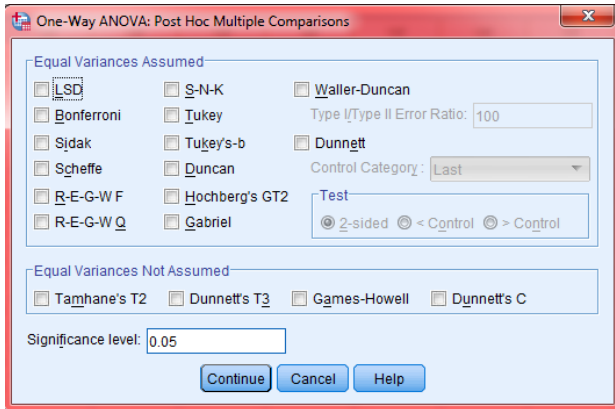 One-Way ANOVA: Post Hoc Multiple Comparisons
Equal Variances Assumed
LSD S-N-K Waller-Duncan
Bonferroni Tukey Type I/Type II Error Ratio: 100
Sidak Tukey's-b Dunnett
Scheffe Duncan Control Category: Last
R-E-G-W F Hochberg's GT2 Test
R-E-G-W Q Gabriel 2-sided < Control > Control
Equal Variances Not Assumed
Tamhane's T2 Dunnett's T3 Games-Howell Dunnett's C
Significance level: 0.05
Continue Cancel Help